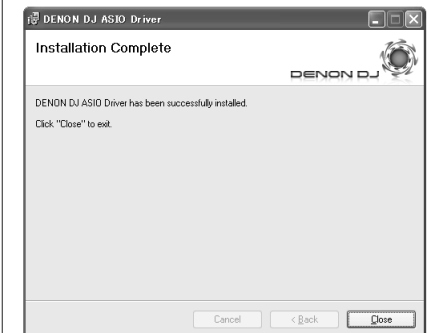 DENON DJ ASIO Driver
Installation Complete
DENON DJ
DENON DJ ASIO Driver has been successfully installed.
Click "Close" to exit.
Cancel
< Back
Close